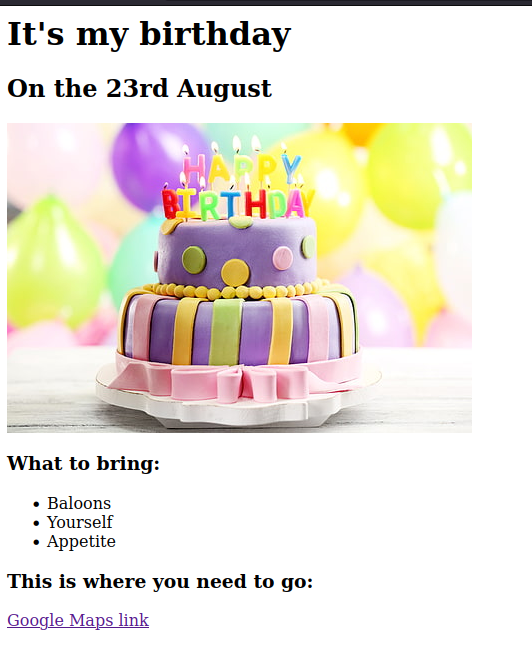 It's my birthday
On the 23rd August
HAPPY
BIRTHDAY
What to bring:
Baloons
Yourself
Appetite
This is where you need to go:
Google Maps link